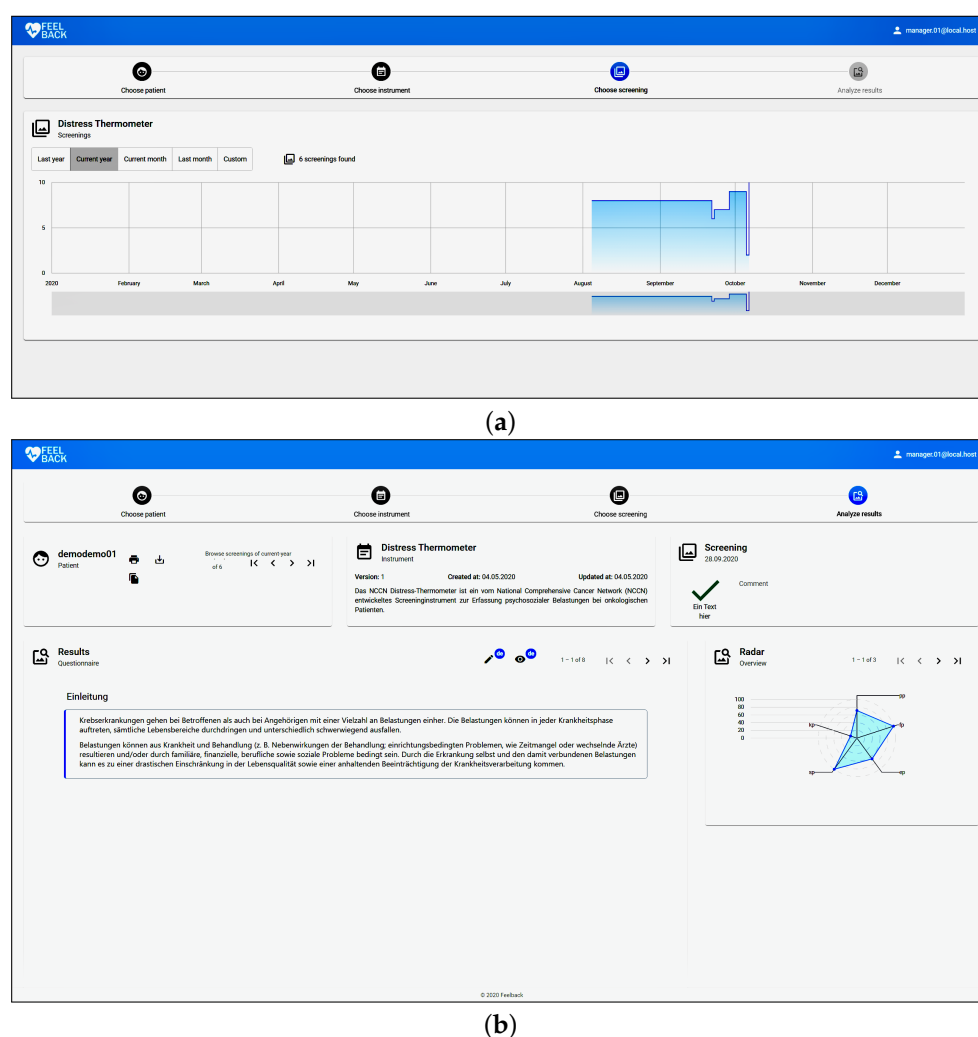 FEEL
BACK
manager.01@local.host
Choose patient
Choose instrument
Choose screening
Analyze results
Distress Thermometer
Screenings
Last year
Current year
Current month
Last month
Custom
6 screenings found
10
5
0
2020
February
March
April
May
June
July
August
September
October
November
December
(a)
FEEL
BACK
manager.01@local.host
Choose patient
Choose instrument
Choose screening
Analyze results
demodemo01
Patient
Browse screenings of current year
of 6
Distress Thermometer
Instrument
Version: 1
Created at: 04.05.2020
Updated at: 04.05.2020
Das NCCN Distress-Thermometer ist ein vom National Comprehensive Cancer Network (NCCN)
entwickeltes Screeninginstrument zur Erfassung psychosozialer Belastungen bei onkologischen
Patienten.
Screening
28.09.2020
Comment
Ein Text
hier
Results
Questionnaire
de
de
1 – 1 of 8
Einleitung
Krebserkrankungen gehen bei Betroffenen als auch bei Angehörigen mit einer Vielzahl an Belastungen einher. Die Belastungen können in jeder Krankheitsphase
auftreten, sämtliche Lebensbereiche durchdringen und unterschiedlich schwerwiegend ausfallen.
Belastungen können aus Krankheit und Behandlung (z. B. Nebenwirkungen der Behandlung; einrichtungsbedingten Problemen, wie Zeitmangel oder wechselnde Ärzte)
resultieren und/oder durch familiäre, finanzielle, berufliche sowie soziale Probleme bedingt sein. Durch die Erkrankung selbst und den damit verbundenen Belastungen
kann es zu einer drastischen Einschränkung in der Lebensqualität sowie einer anhaltenden Beeinträchtigung der Krankheitsverarbeitung kommen.
Radar
Overview
1 – 1 of 3
100
80
60
40
20
0
pp
fp
sp
sp
kp
© 2020 Feelback
(b)